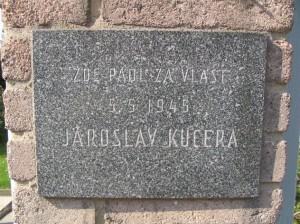 ZDE PADL ZA VLAST
5.5.1945
JAROSLAV KUČERA